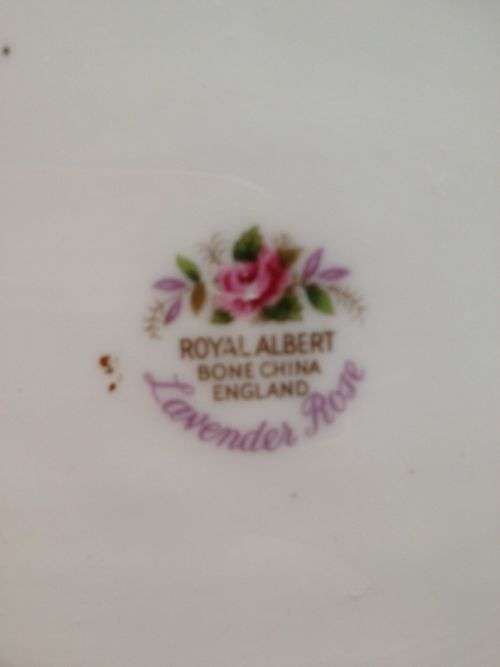 ROYAL ALBERT
BONE CHINA
ENGLAND
Lavender Rose